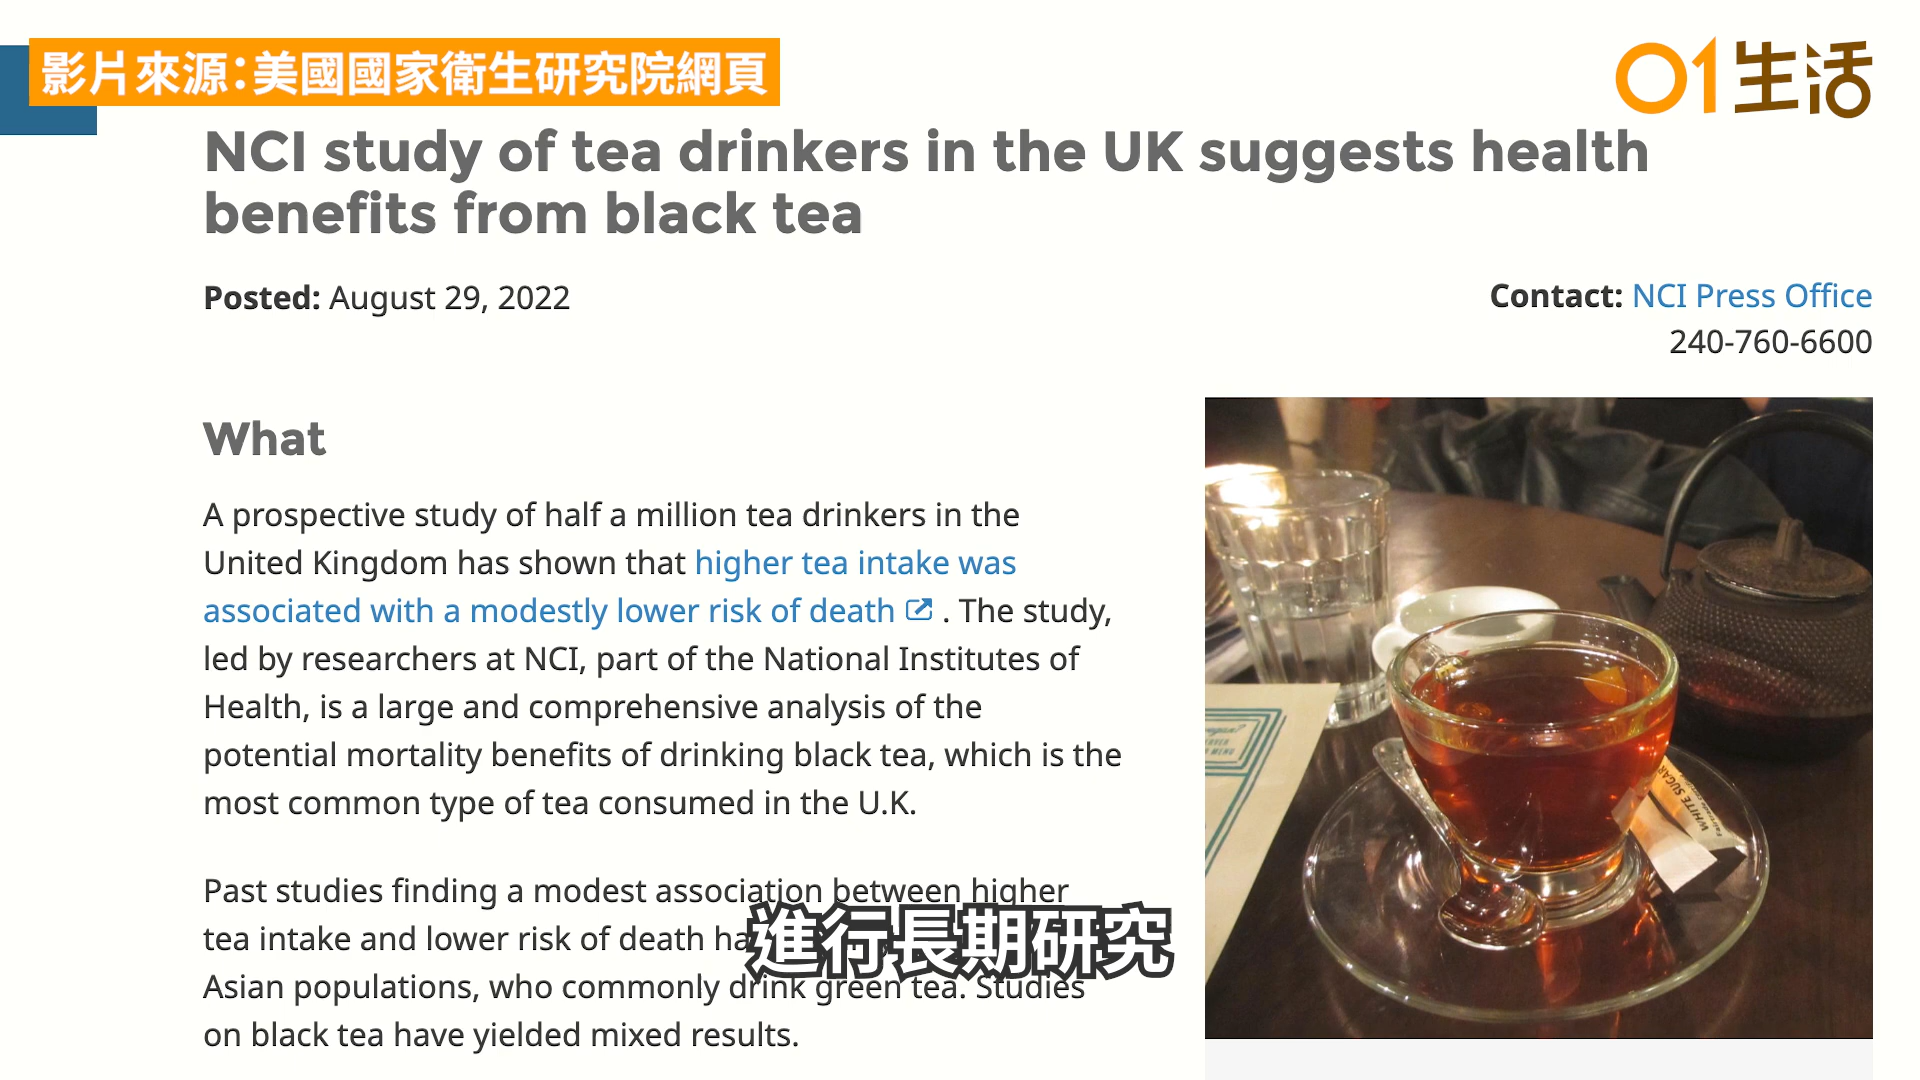 影片來源：美國國家衛生研究院網頁
01生活
NCI study of tea drinkers in the UK suggests health
benefits from black tea
Posted: August 29, 2022
Contact: NCI Press Office
240-760-6600
What
A prospective study of half a million tea drinkers in the
United Kingdom has shown that higher tea intake was
associated with a modestly lower risk of death . The study,
led by researchers at NCI, part of the National Institutes of
Health, is a large and comprehensive analysis of the
potential mortality benefits of drinking black tea, which is the
most common type of tea consumed in the U.K.
Past studies finding a modest association between higher
tea intake and lower risk of death
Asian populations, who commonly drink green tea. Studies
on black tea have yielded mixed results.
進行長期研究
WHITE SUGAR